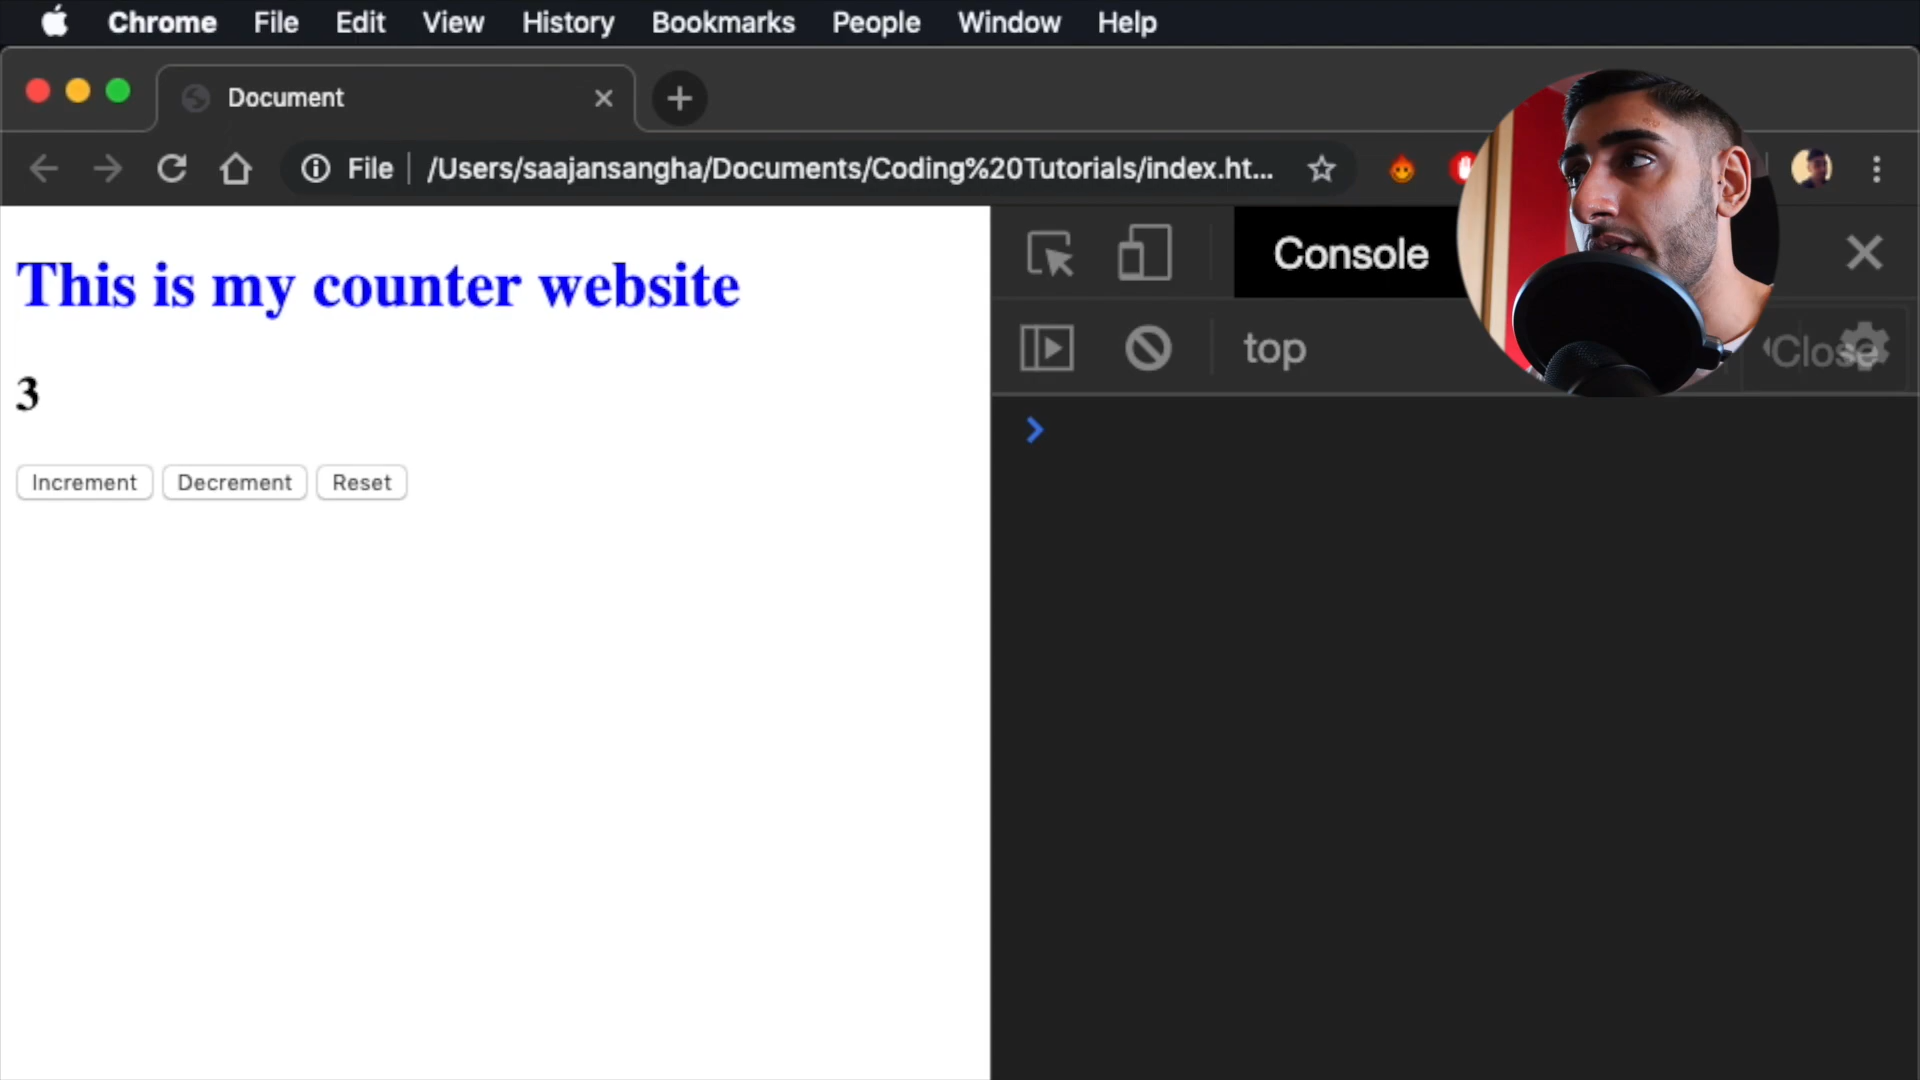 Chrome File Edit View History Bookmarks People Window Help
Document
File /Users/saajansangha/Documents/Coding%20Tutorials/index.ht...
This is my counter website
3
Increment Decrement Reset
Console
top
Close